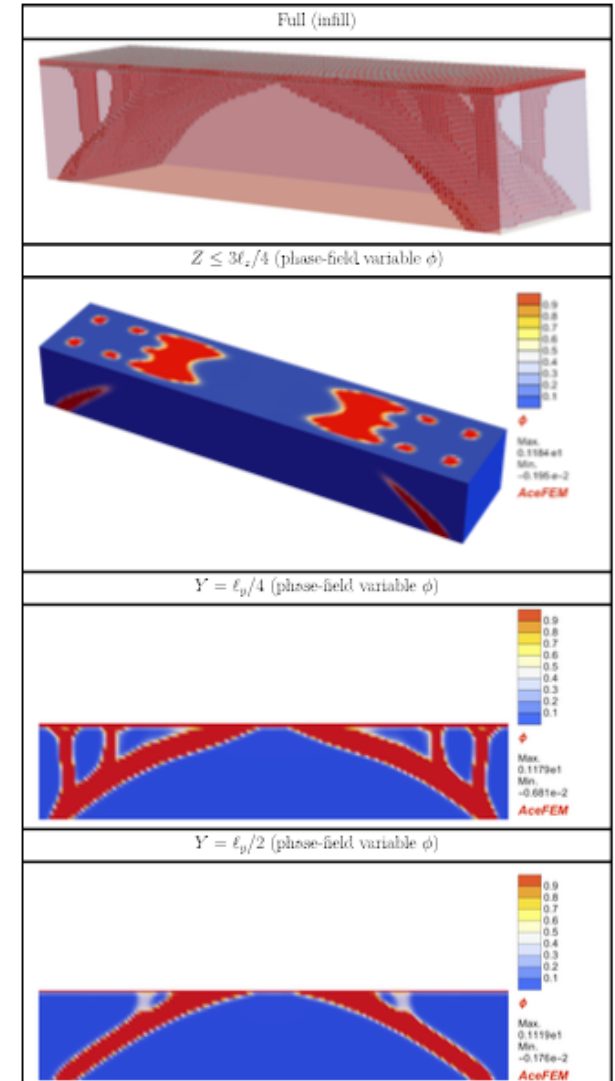 Full (infill)
Z ≤ 3ℓz/4 (phase-field variable ϕ)
0.9
0.8
0.7
0.6
0.5
0.4
0.3
0.2
0.1
ϕ
Max.
0.1184e1
Min.
-0.195e-2
AceFEM
Y = ℓy/4 (phase-field variable ϕ)
0.9
0.8
0.7
0.6
0.5
0.4
0.3
0.2
0.1
ϕ
Max.
0.1179e1
Min.
-0.681e-2
AceFEM
Y = ℓy/2 (phase-field variable ϕ)
0.9
0.8
0.7
0.6
0.5
0.4
0.3
0.2
0.1
ϕ
Max.
0.1119e1
Min.
-0.176e-2
AceFEM